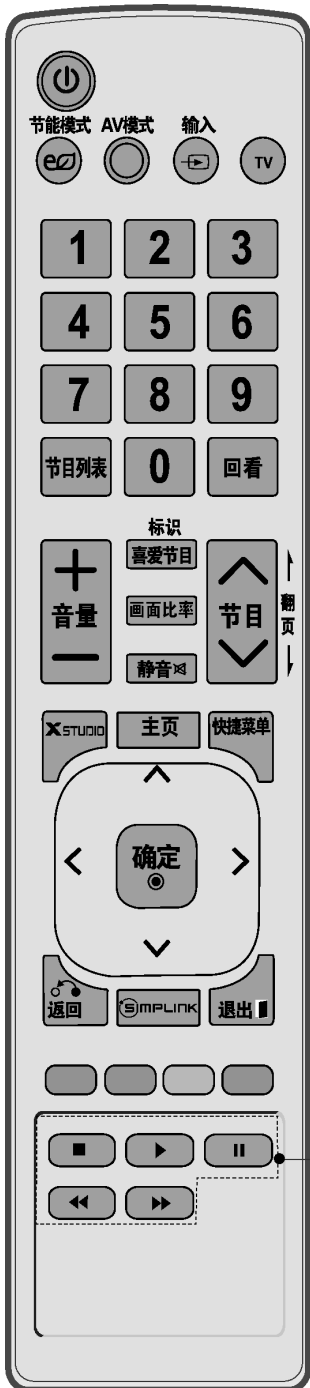 节能模式 AV模式 输入
TV
1 2 3
4 5 6
7 8 9
节目列表 0 回看
标识
喜爱节目
音量 画面比率 节目 翻页
静音
XSTUDIO 主页 快捷菜单
确定
返回 SIMPLINK 退出